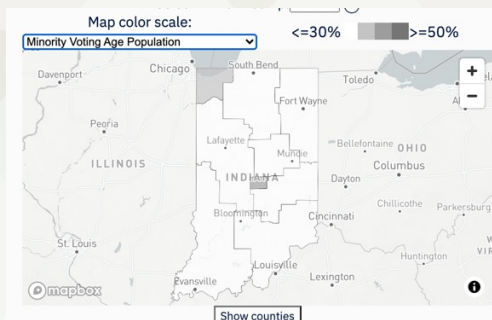 Map color scale:
<=30% >=50%
Minority Voting Age Population
Chicago South Bend
Davenport Toledo
+
Fort Wayne
−
Peoria
Lafayette Bellefontaine OHIO
Muncie
ILLINOIS INDIANA Columbus
Dayton
Chillicothe Parkersburg
Bloomington Cincinnati
St. Louis
Huntington
Louisville
Evansville Lexington
mapbox
Show counties